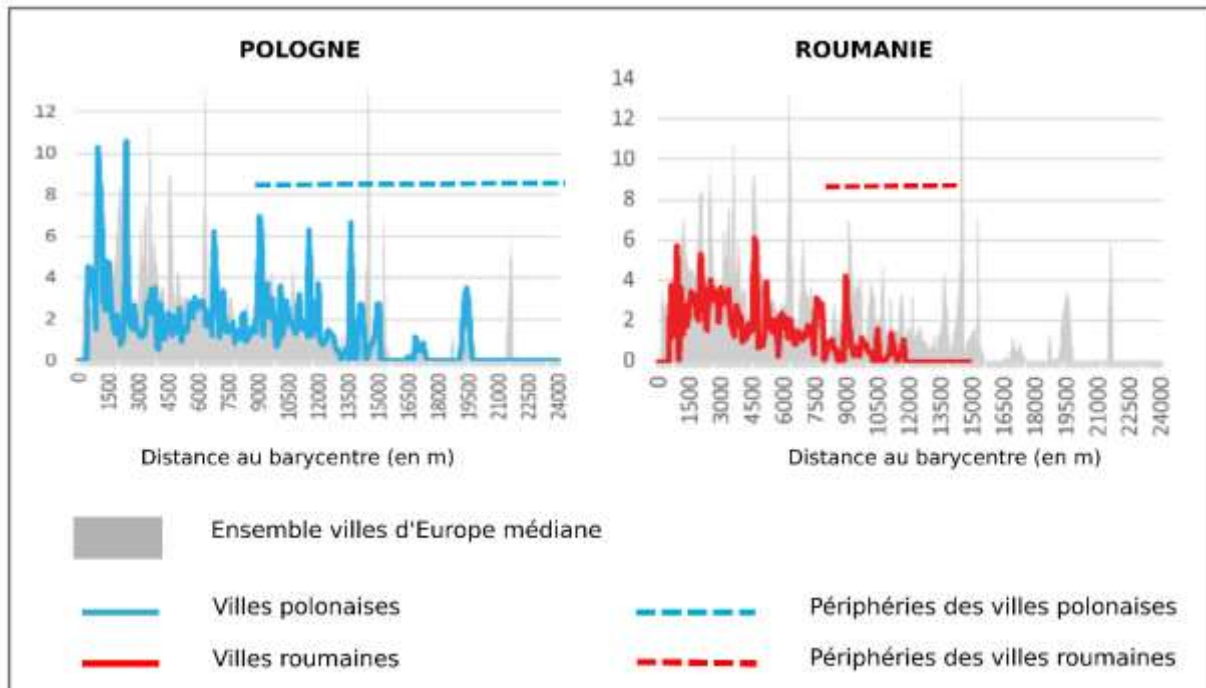 POLOGNE
12
10
8
6
4
2
0
0 1500 3000 4500 6000 7500 9000 10500 12000 13500 15000 16500 18000 19500 21000 22500 24000
Distance au barycentre (en m)
ROUMANIE
14
12
10
8
6
4
2
0
0 1500 3000 4500 6000 7500 9000 10500 12000 13500 15000 16500 18000 19500 21000 22500 24000
Distance au barycentre (en m)
Ensemble villes d'Europe médiane
Villes polonaises
Périphéries des villes polonaises
Villes roumaines
Périphéries des villes roumaines